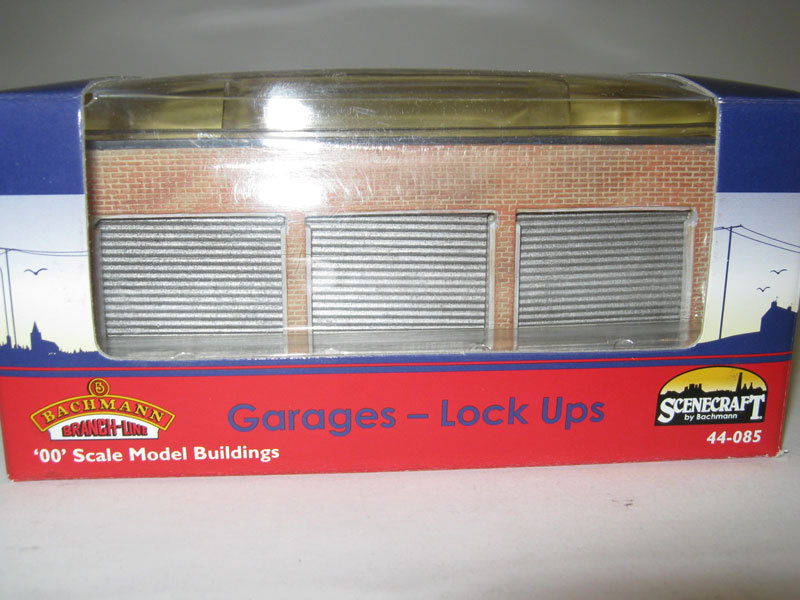 B
BACHMANN
BRANCH-LINE
'00' Scale Model Buildings
Garages – Lock Ups
SCENECRAFT
by Bachmann
44-085